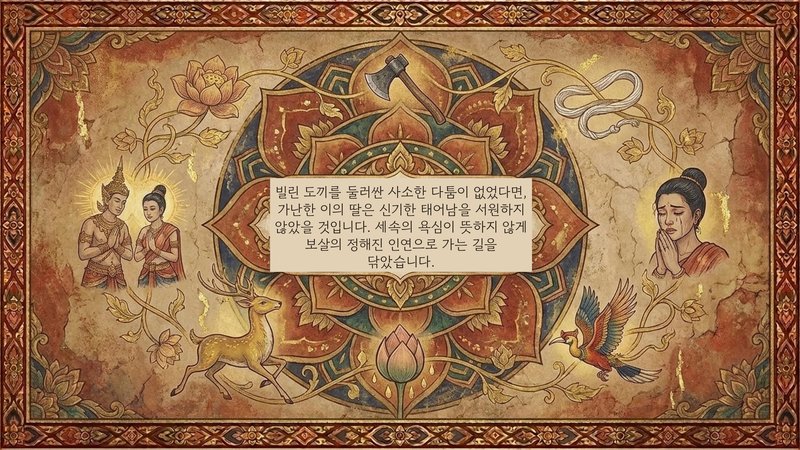 빌린 도끼를 둘러싼 사소한 다툼이 없었다면,
가난한 이의 딸은 신기한 태어남을 서원하지
않았을 것입니다. 세속의 욕심이 뜻하지 않게
보살의 정해진 인연으로 가는 길을
닦았습니다.